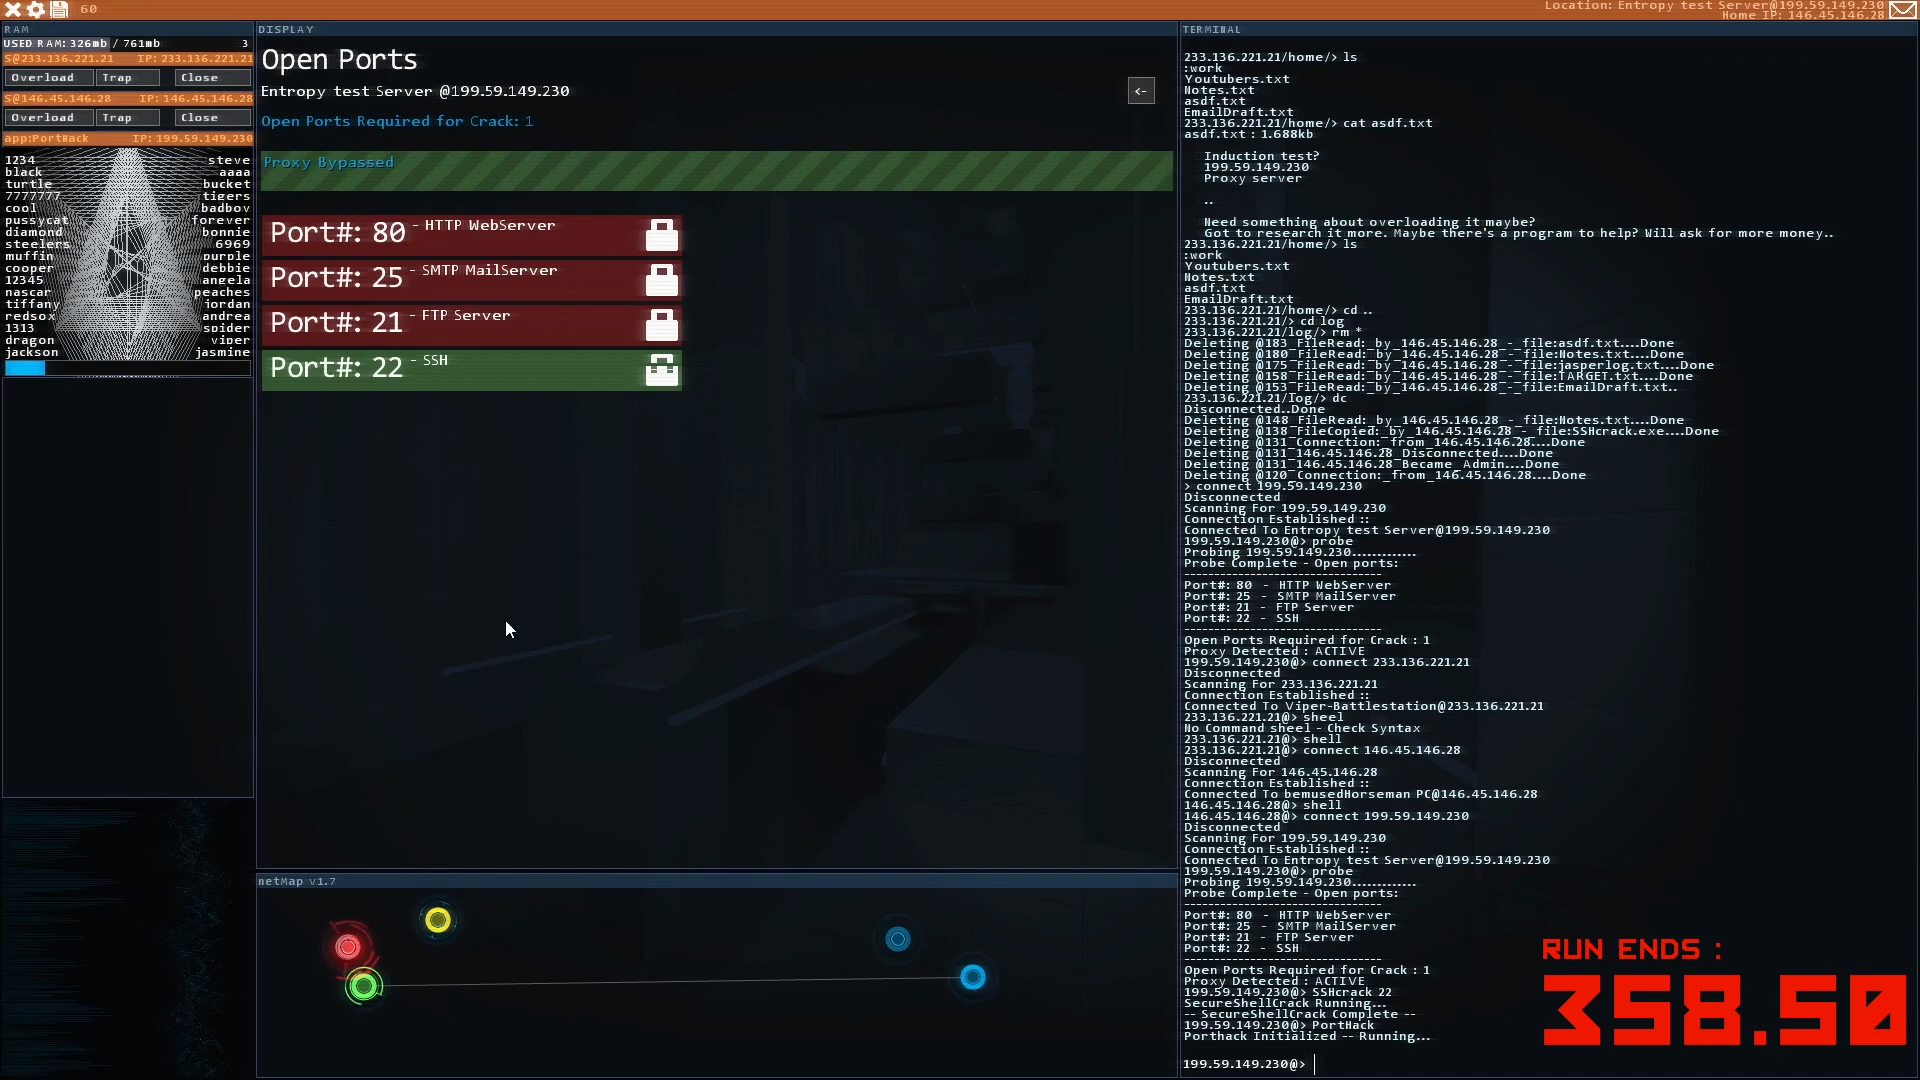 60
Location: Entropy test Server@199.59.149.230
Home IP: 146.45.146.28
RAM
USED RAM: 326mb / 761mb 3
S@233.136.221.21 IP: 233.136.221.21
Overload Trap Close
S@146.45.146.28 IP: 146.45.146.28
Overload Trap Close
app:PortHack IP: 199.59.149.230
1234 steve
black aaaa
turtle bucket
7777777 tigers
cool badboy
pussycat forever
diamond bonnie
steelers 6969
muffin purple
cooper debbie
12345 angela
nascar peaches
tiffany jordan
redsox andrea
1313 spider
dragon viper
jackson jasmine
DISPLAY
Open Ports
Entropy test Server @199.59.149.230
<-
Open Ports Required for Crack: 1
Proxy Bypassed
Port#: 80 - HTTP WebServer
Port#: 25 - SMTP MailServer
Port#: 21 - FTP Server
Port#: 22 - SSH
netMap v1.7
TERMINAL
233.136.221.21/home/> ls
:work
Youtubers.txt
Notes.txt
asdf.txt
EmailDraft.txt
233.136.221.21/home/> cat asdf.txt
asdf.txt : 1.688kb
Induction test?
199.59.149.230
Proxy server
..
Need something about overloading it maybe?
Got to research it more. Maybe there's a program to help? Will ask for more money..
233.136.221.21/home/> ls
:work
Youtubers.txt
Notes.txt
asdf.txt
EmailDraft.txt
233.136.221.21/home/> cd ..
233.136.221.21/> cd log
233.136.221.21/log/> rm *
Deleting @183_FileRead:_by_146.45.146.28_-_file:asdf.txt....Done
Deleting @180_FileRead:_by_146.45.146.28_-_file:Notes.txt....Done
Deleting @175_FileRead:_by_146.45.146.28_-_file:jasperlog.txt....Done
Deleting @158_FileRead:_by_146.45.146.28_-_file:TARGET.txt....Done
Deleting @153_FileRead:_by_146.45.146.28_-_file:EmailDraft.txt..
233.136.221.21/log/> dc
Disconnected..Done
Deleting @148_FileRead:_by_146.45.146.28_-_file:Notes.txt....Done
Deleting @138_FileCopied:_by_146.45.146.28_-_file:SSHcrack.exe....Done
Deleting @131_Connection:_from_146.45.146.28....Done
Deleting @131_146.45.146.28_Disconnected....Done
Deleting @131_146.45.146.28_Became_Admin....Done
Deleting @120_Connection:_from_146.45.146.28....Done
> connect 199.59.149.230
Disconnected
Scanning For 199.59.149.230
Connection Established ::
Connected To Entropy test Server@199.59.149.230
199.59.149.230@> probe
Probing 199.59.149.230.............
Probe Complete - Open ports:
---------------------------------
Port#: 80 - HTTP WebServer
Port#: 25 - SMTP MailServer
Port#: 21 - FTP Server
Port#: 22 - SSH
---------------------------------
Open Ports Required for Crack : 1
Proxy Detected : ACTIVE
199.59.149.230@> connect 233.136.221.21
Disconnected
Scanning For 233.136.221.21
Connection Established ::
Connected To Viper-Battlestation@233.136.221.21
233.136.221.21@> sheel
No Command sheel - Check Syntax
233.136.221.21@> shell
233.136.221.21@> connect 146.45.146.28
Disconnected
Scanning For 146.45.146.28
Connection Established ::
Connected To bemusedHorseman PC@146.45.146.28
146.45.146.28@> shell
146.45.146.28@> connect 199.59.149.230
Disconnected
Scanning For 199.59.149.230
Connection Established ::
Connected To Entropy test Server@199.59.149.230
199.59.149.230@> probe
Probing 199.59.149.230.............
Probe Complete - Open ports:
---------------------------------
Port#: 80 - HTTP WebServer
Port#: 25 - SMTP MailServer
Port#: 21 - FTP Server
Port#: 22 - SSH
---------------------------------
Open Ports Required for Crack : 1
Proxy Detected : ACTIVE
199.59.149.230@> SSHcrack 22
SecureShellCrack Running...
-- SecureShellCrack Complete --
199.59.149.230@> PortHack
Porthack Initialized -- Running...
199.59.149.230@>
RUN ENDS :
358.50